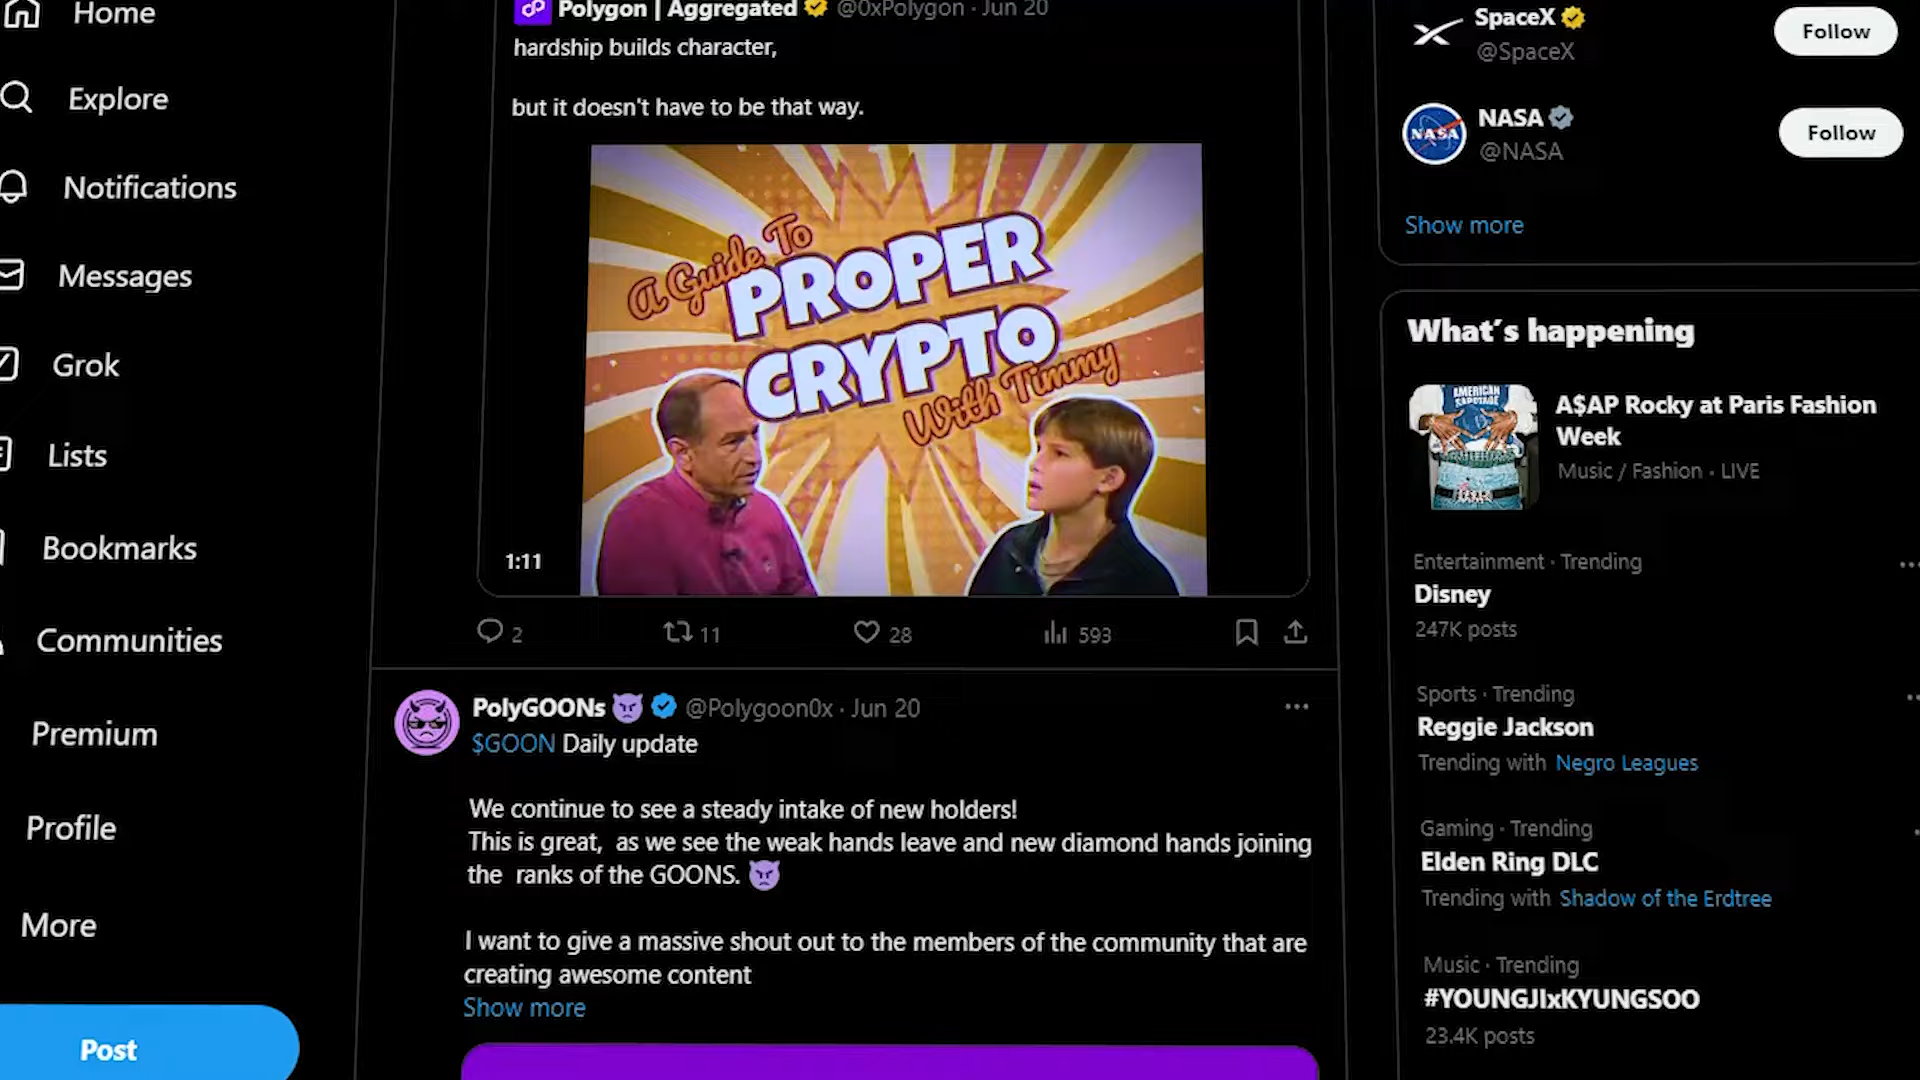 Home
Explore
Notifications
Messages
Grok
Lists
Bookmarks
Communities
Premium
Profile
More
Post
Polygon | Aggregated @0xPolygon · Jun 20
hardship builds character,
but it doesn't have to be that way.
A Guide To
PROPER
CRYPTO
With Timmy
1:11
2 11 28 593
PolyGOONs 👿 @Polygoon0x · Jun 20
$GOON Daily update
We continue to see a steady intake of new holders!
This is great, as we see the weak hands leave and new diamond hands joining
the ranks of the GOONS. 👿
I want to give a massive shout out to the members of the community that are
creating awesome content
Show more
SpaceX
@SpaceX
Follow
NASA
NASA
@NASA
Follow
Show more
What's happening
AMERICAN
SABOTAGE
A$AP Rocky at Paris Fashion
Week
Music / Fashion · LIVE
Entertainment · Trending
Disney
247K posts
Sports · Trending
Reggie Jackson
Trending with Negro Leagues
Gaming · Trending
Elden Ring DLC
Trending with Shadow of the Erdtree
Music · Trending
#YOUNGJIxKYUNGSOO
23.4K posts